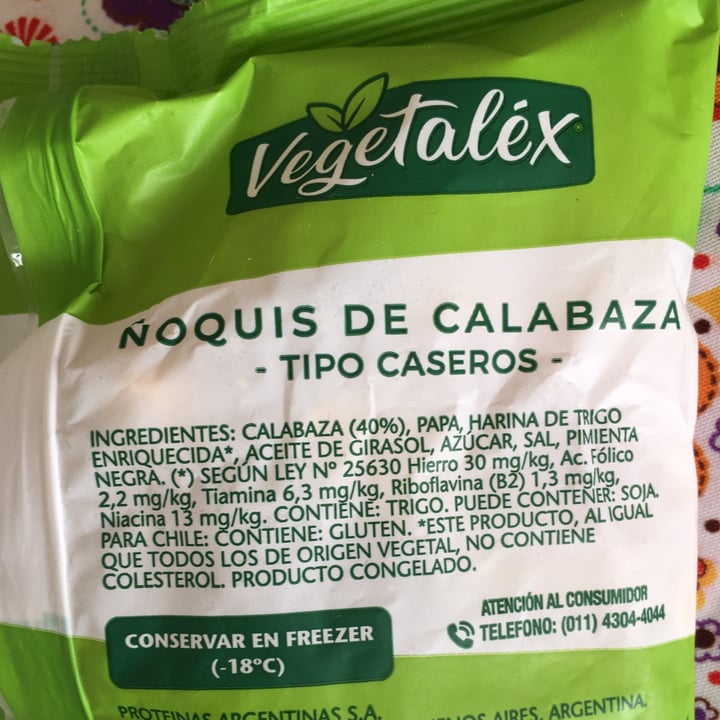 Vegetaléx
ÑOQUIS DE CALABAZA
- TIPO CASEROS -
INGREDIENTES: CALABAZA (40%), PAPA, HARINA DE TRIGO
ENRIQUECIDA*, ACEITE DE GIRASOL, AZÚCAR, SAL, PIMIENTA
NEGRA. (*) SEGÚN LEY Nº 25630 Hierro 30 mg/kg, Ac. Fólico
2,2 mg/kg, Tiamina 6,3 mg/kg, Riboflavina (B2) 1,3 mg/kg,
Niacina 13 mg/kg. CONTIENE: TRIGO. PUEDE CONTENER: SOJA.
PARA CHILE: CONTIENE: GLUTEN. *ESTE PRODUCTO, AL IGUAL
QUE TODOS LOS DE ORIGEN VEGETAL, NO CONTIENE
COLESTEROL. PRODUCTO CONGELADO.
ATENCIÓN AL CONSUMIDOR
TELEFONO: (011) 4304-4044
CONSERVAR EN FREEZER
(-18ºC)
PROTEINAS ARGENTINAS S.A. AIRES, ARGENTINA.